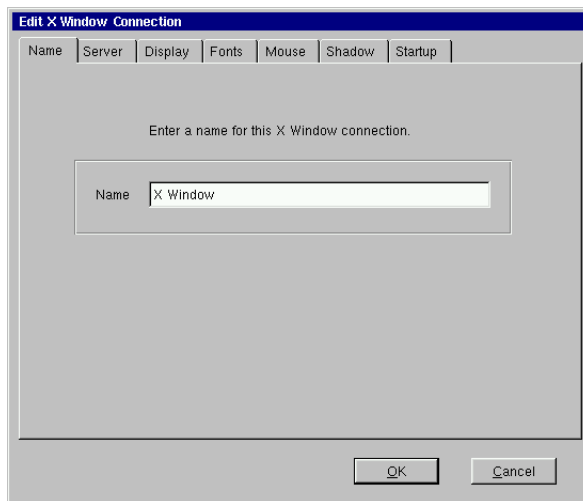 Edit X Window Connection
Name Server Display Fonts Mouse Shadow Startup
Enter a name for this X Window connection.
Name X Window
OK Cancel